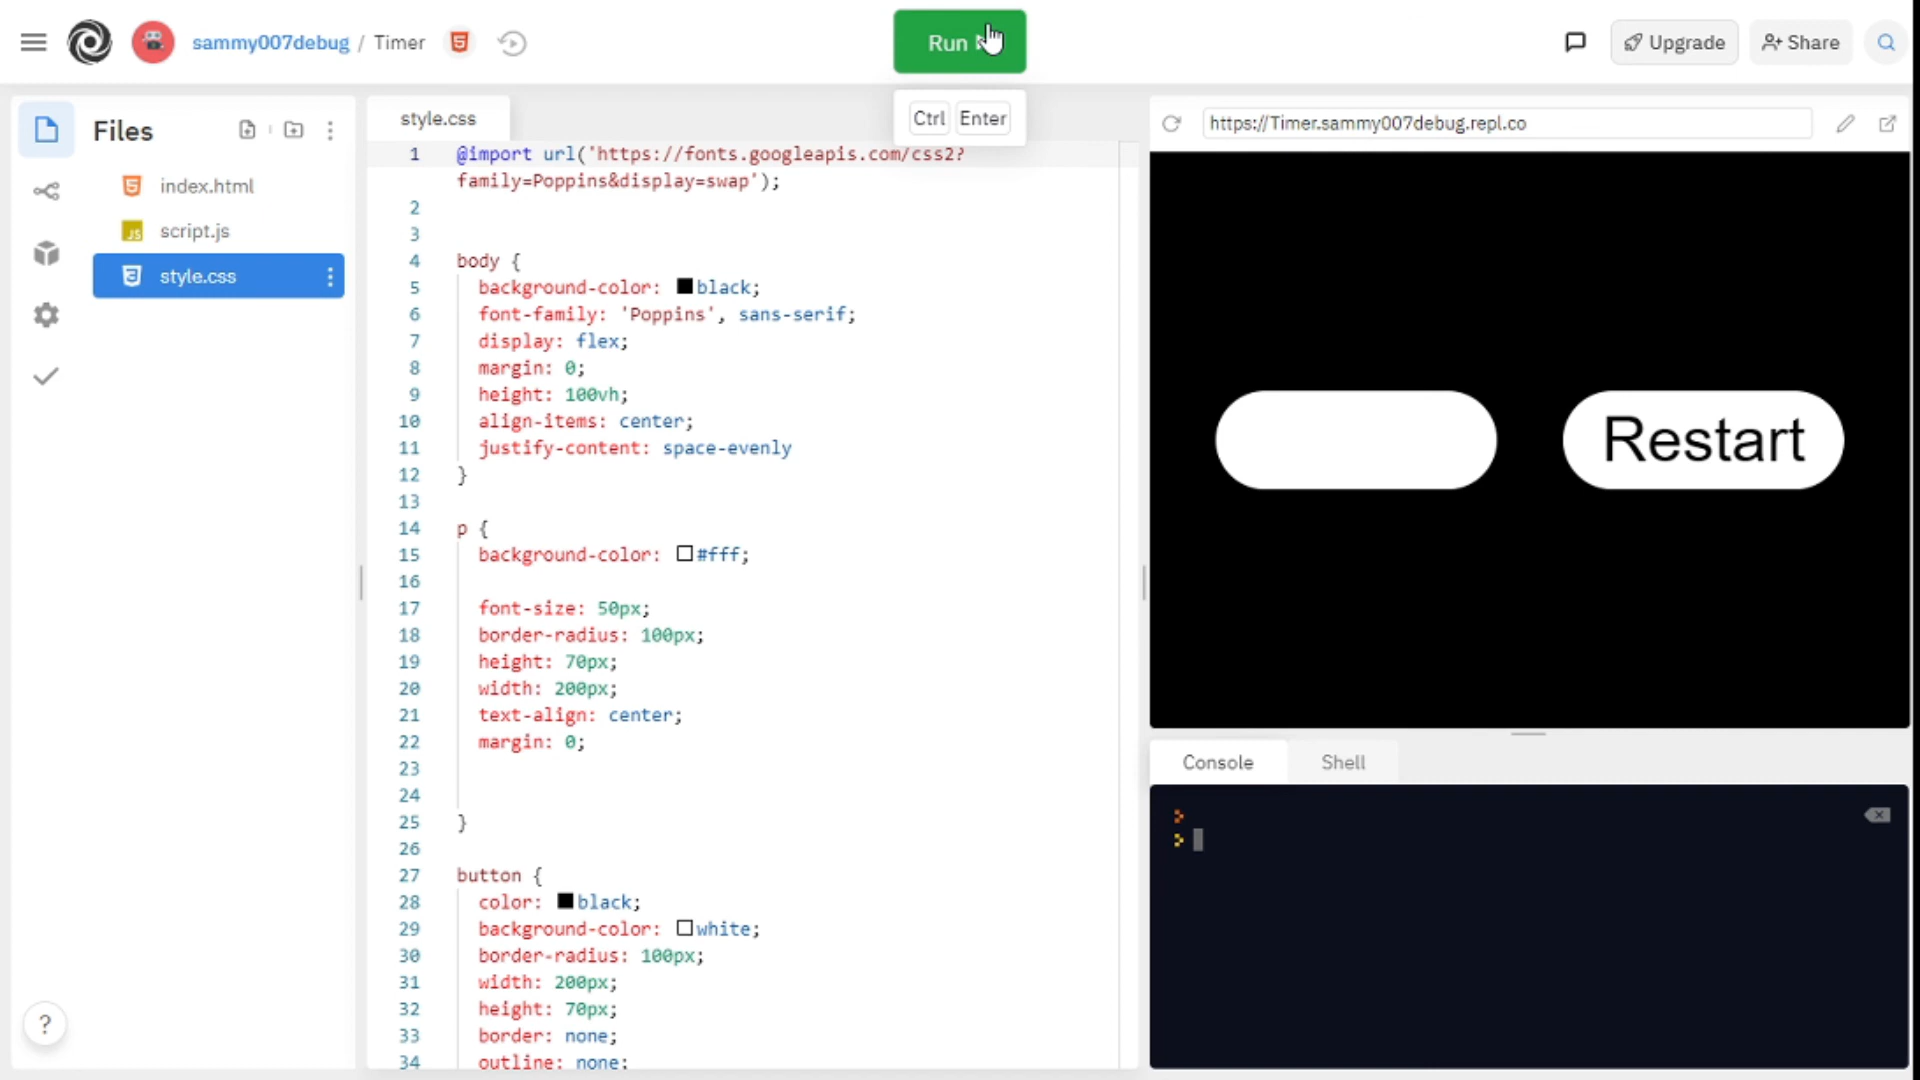 sammy007debug / Timer
Run
Upgrade
Share
Ctrl Enter
Files
index.html
script.js
style.css
style.css
1 @import url('https://fonts.googleapis.com/css2?
family=Poppins&display=swap');
2
3
4 body {
5 background-color: black;
6 font-family: 'Poppins', sans-serif;
7 display: flex;
8 margin: 0;
9 height: 100vh;
10 align-items: center;
11 justify-content: space-evenly
12 }
13
14 p {
15 background-color: #fff;
16
17 font-size: 50px;
18 border-radius: 100px;
19 height: 70px;
20 width: 200px;
21 text-align: center;
22 margin: 0;
23
24
25 }
26
27 button {
28 color: black;
29 background-color: white;
30 border-radius: 100px;
31 width: 200px;
32 height: 70px;
33 border: none;
34 outline: none;
?
https://Timer.sammy007debug.repl.co
Restart
Console
Shell
>
>